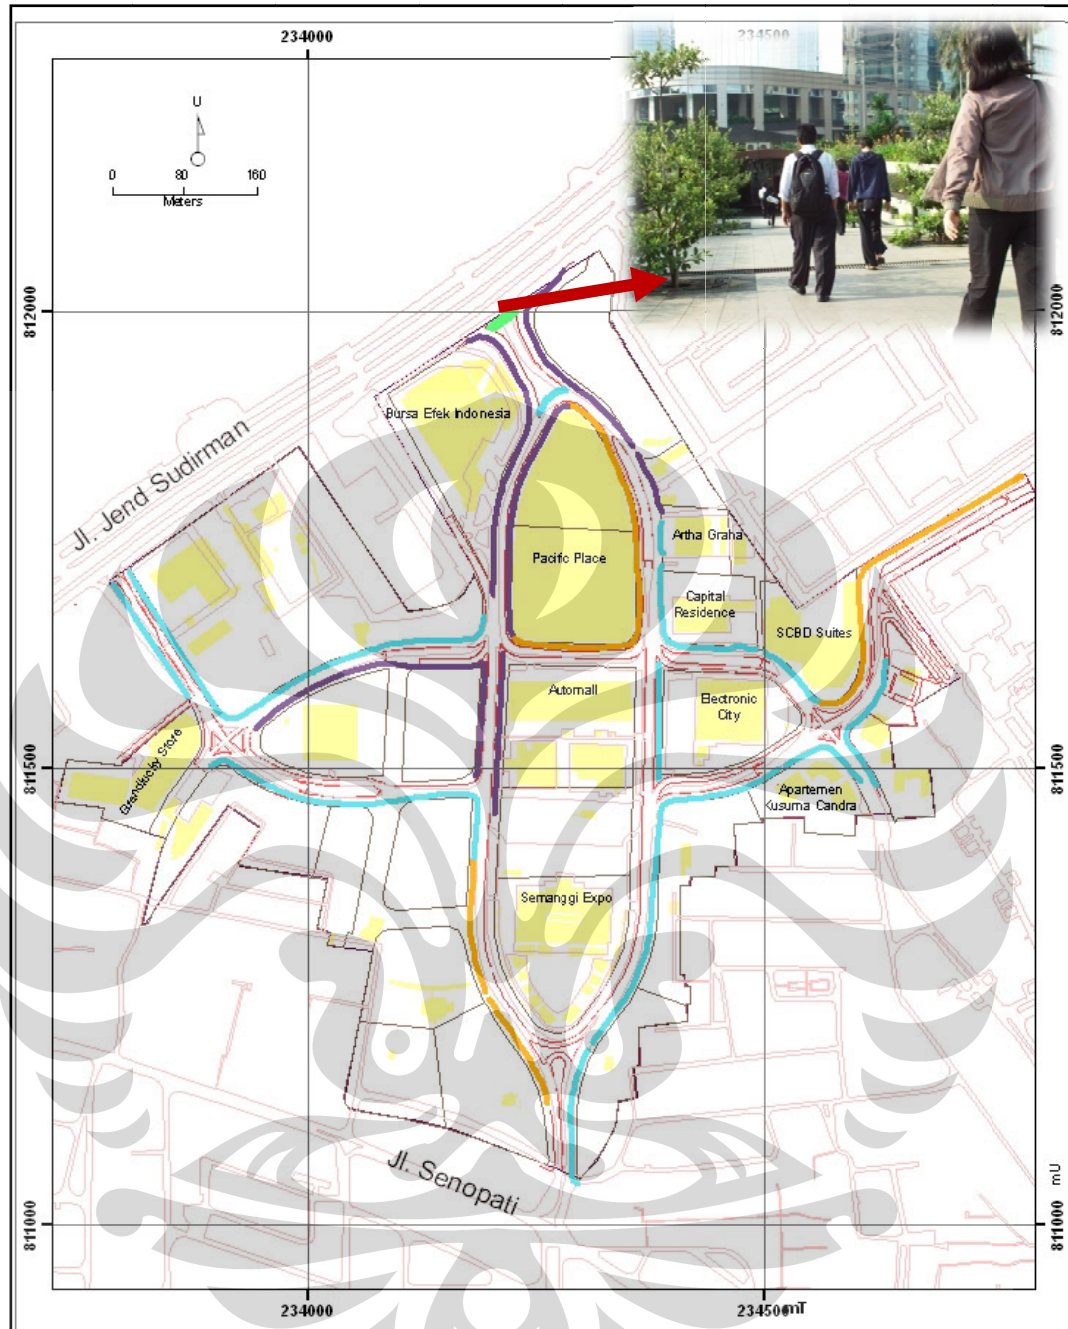 234000
234500
U
0 80 160
Meters
812000
812000
Bursa Efek Indonesia
Jl. Jend Sudirman
Pacific Place
Artha Graha
Capital
Residence
SCBD Suites
Automall
Electronic
City
Grandlucky Store
811500
811500
Apartemen
Kusuma Candra
Semanggi Expo
Jl. Senopati
mU
811000
811000
234000
234500
mT